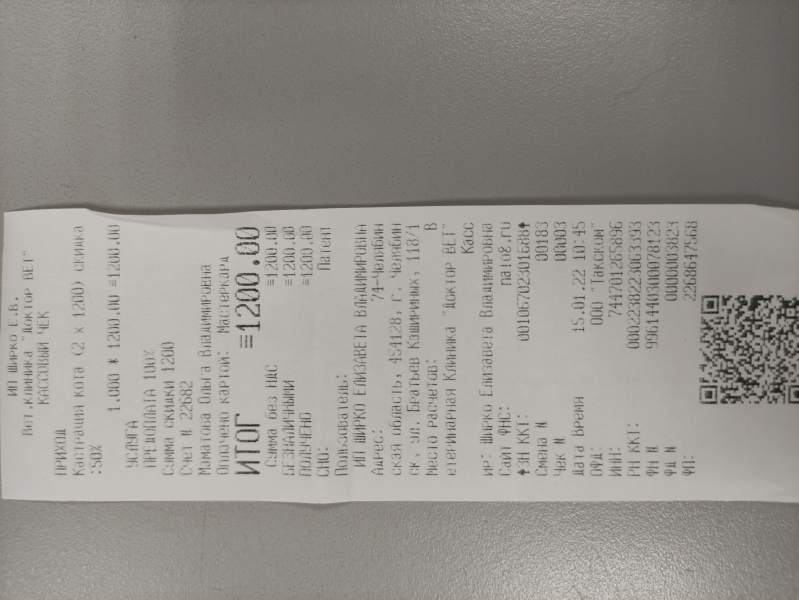 ИП ШИРКО Е.В.
Вет.клиника "ДОКТОР ВЕТ"
КАССОВЫЙ ЧЕК
ПРИХОД
Кастрация кота (2 x 1200) скидка
:50%
1.000 * 1200.00 =1200.00
УСЛУГА
ПРЕДОПЛАТА 100%
Сумма скидки 1200
Счет N 22682
Маматова Ольга Владимировна
Оплачено картой: Мастеркард
ИТОГ =1200.00
Сумма без НДС =1200.00
БЕЗНАЛИЧНЫМИ =1200.00
ПОЛУЧЕНО =1200.00
СНО: Патент
Пользователь:
ИП ШИРКО ЕЛИЗАВЕТА ВЛАДИМИРОВНА
Адрес: 74-Челябин
ская область, 454128, г. Челябин
ск, ул. Братьев Кашириных, 118/1
Место расчетов: В
етеринарная Клиника "ДОКТОР ВЕТ"
Касс
ир: Ширко Елизавета Владимировна
Сайт ФНС: nalog.ru
↑ЗН ККТ: 00106702301688↑
Смена N 00183
Чек N 00003
Дата Время 15.01.22 10:45
ОФД: ООО "Такском"
ИНН: 744701265896
РН ККТ: 0002238223063393
ФН N 9961440300078123
ФД N 0000003823
ФП: 2268647568